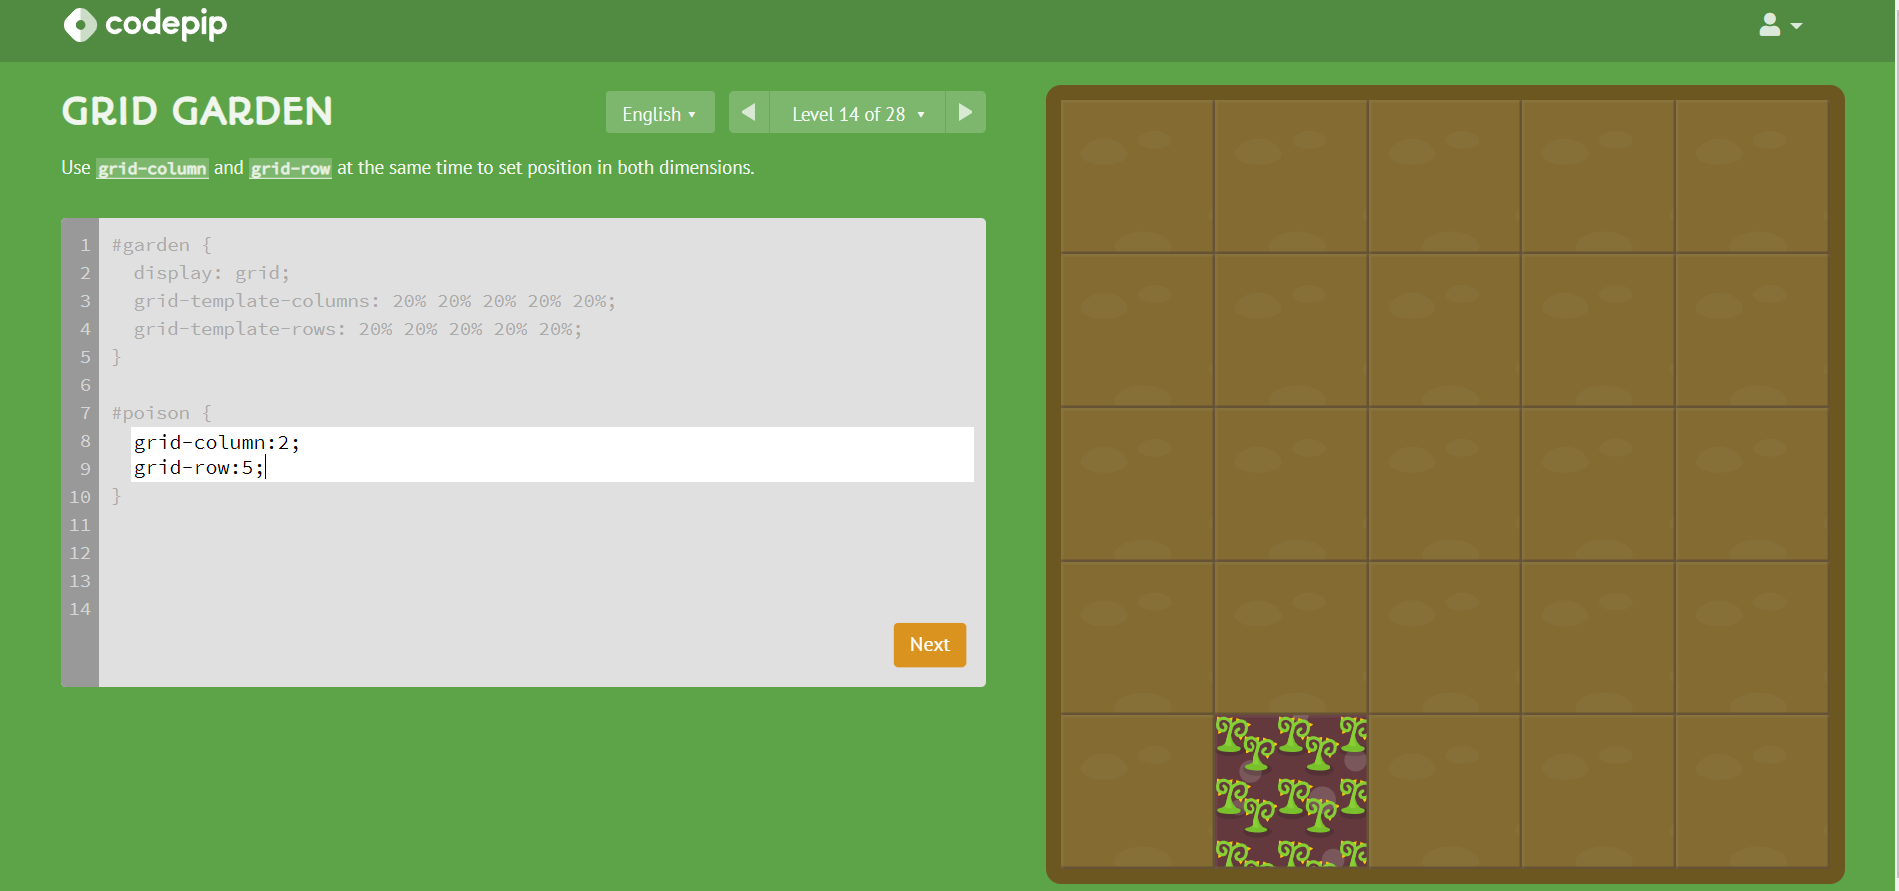 codepip
GRID GARDEN
English ▾
◀ Level 14 of 28 ▾ ▶
Use grid-column and grid-row at the same time to set position in both dimensions.
1 #garden {
2 display: grid;
3 grid-template-columns: 20% 20% 20% 20% 20%;
4 grid-template-rows: 20% 20% 20% 20% 20%;
5 }
6
7 #poison {
8 grid-column:2;
9 grid-row:5;
10 }
11
12
13
14
Next